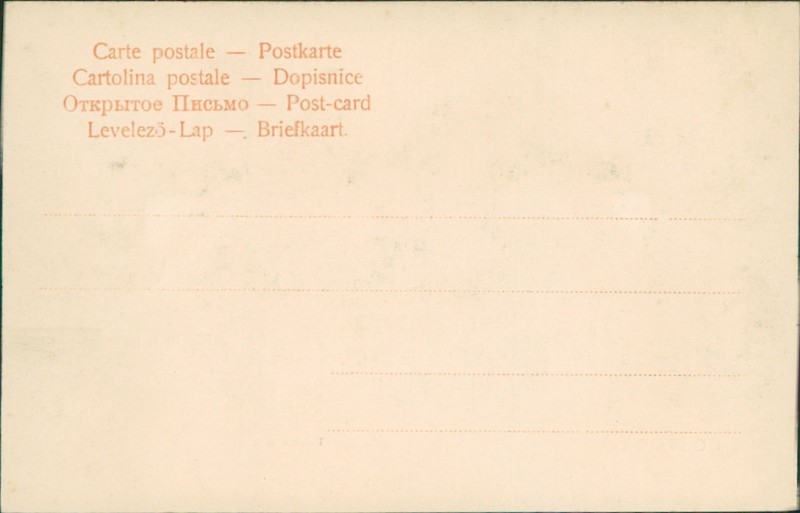 Carte postale — Postkarte
Cartolina postale — Dopisnice
Открытое Письмо — Post-card
Levelező-Lap — Briefkaart.